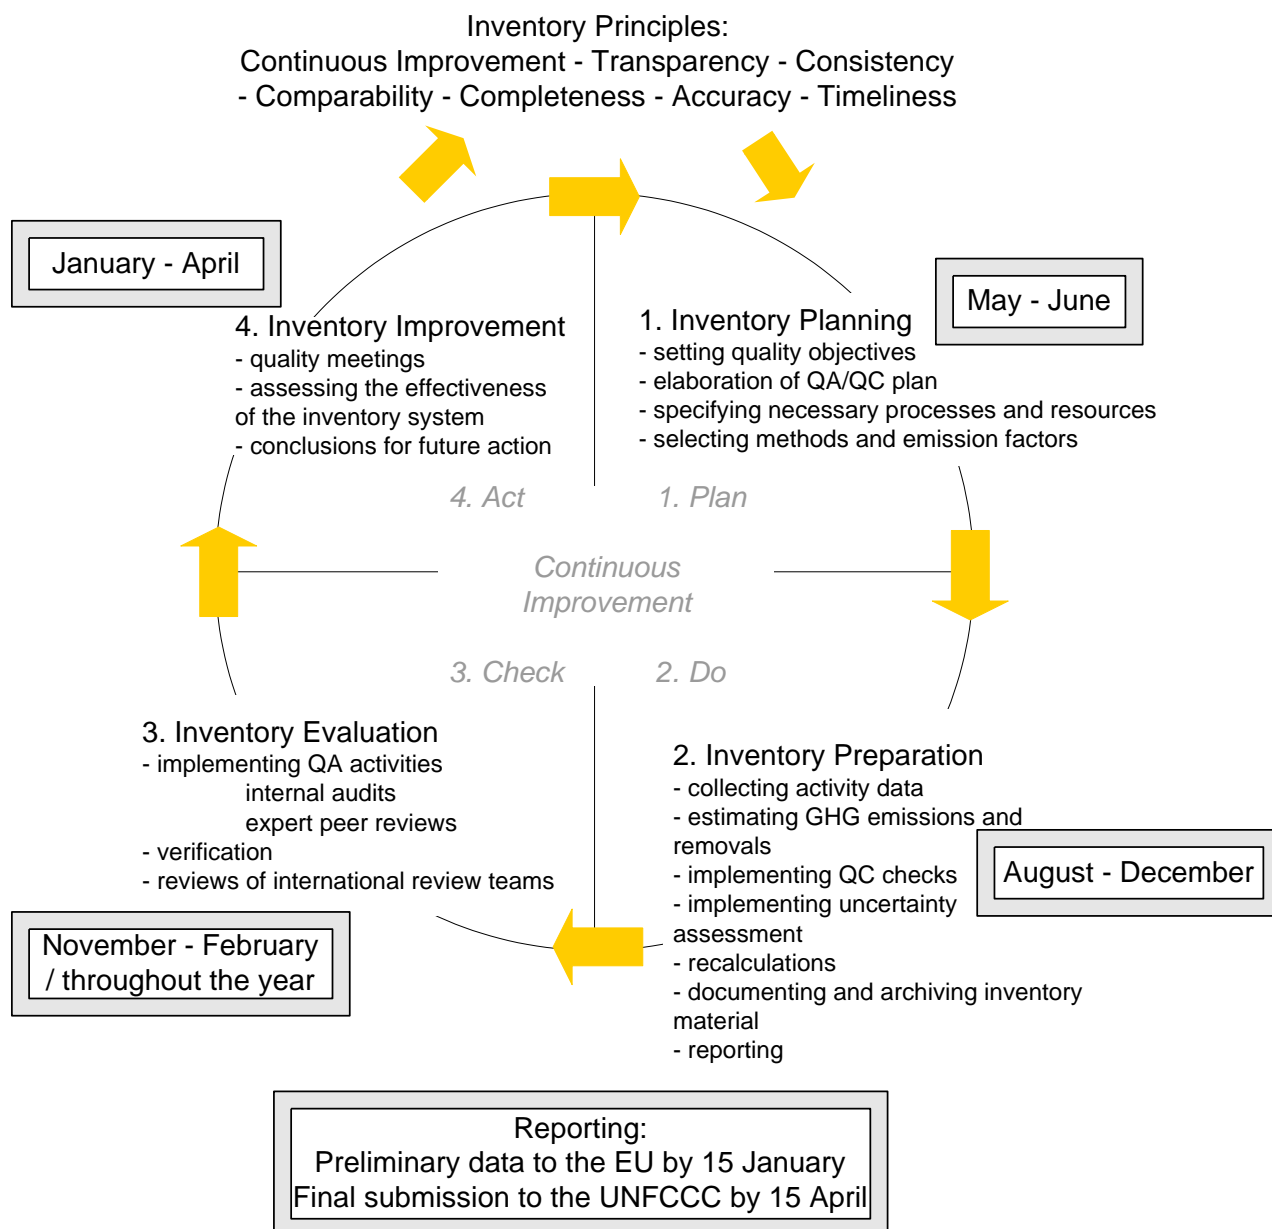 Inventory Principles:
Continuous Improvement - Transparency - Consistency
- Comparability - Completeness - Accuracy - Timeliness
January - April
May - June
4. Inventory Improvement
- quality meetings
- assessing the effectiveness
of the inventory system
- conclusions for future action
1. Inventory Planning
- setting quality objectives
- elaboration of QA/QC plan
- specifying necessary processes and resources
- selecting methods and emission factors
4. Act
1. Plan
Continuous
Improvement
3. Check
2. Do
3. Inventory Evaluation
- implementing QA activities
internal audits
expert peer reviews
- verification
- reviews of international review teams
November - February
/ throughout the year
2. Inventory Preparation
- collecting activity data
- estimating GHG emissions and
removals
- implementing QC checks
- implementing uncertainty
assessment
- recalculations
- documenting and archiving inventory
material
- reporting
August - December
Reporting:
Preliminary data to the EU by 15 January
Final submission to the UNFCCC by 15 April